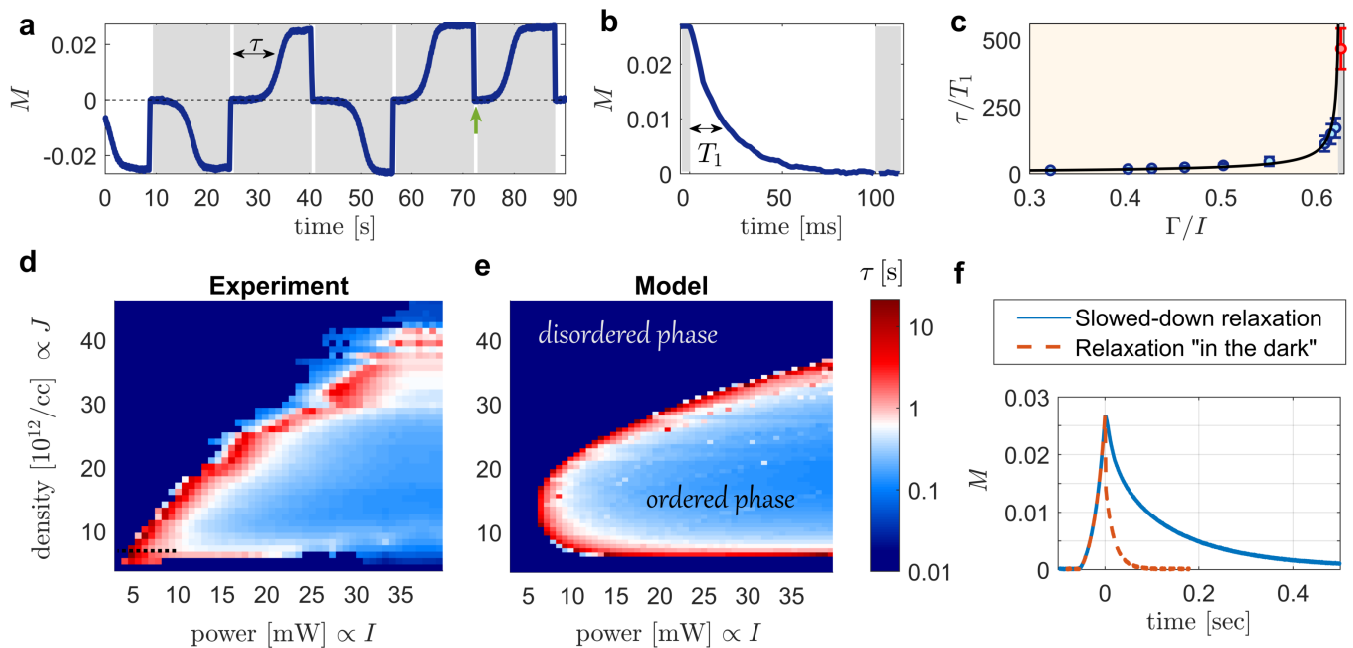 a
M
0.02
0
-0.02
τ
0 10 20 30 40 50 60 70 80 90
time [s]
b
M
0.02
0.01
0
T₁
0 50 100
time [ms]
c
τ/T₁
500
250
0
0.3 0.4 0.5 0.6
Γ/I
d
Experiment
density [10¹²/cc] ∝ J
40
30
20
10
5 10 15 20 25 30 35
power [mW] ∝ I
e
Model
disordered phase
ordered phase
40
30
20
10
5 10 15 20 25 30 35
power [mW] ∝ I
τ [s]
10
1
0.1
0.01
f
Slowed-down relaxation
Relaxation "in the dark"
M
0.03
0.02
0.01
0
0 0.2 0.4
time [sec]